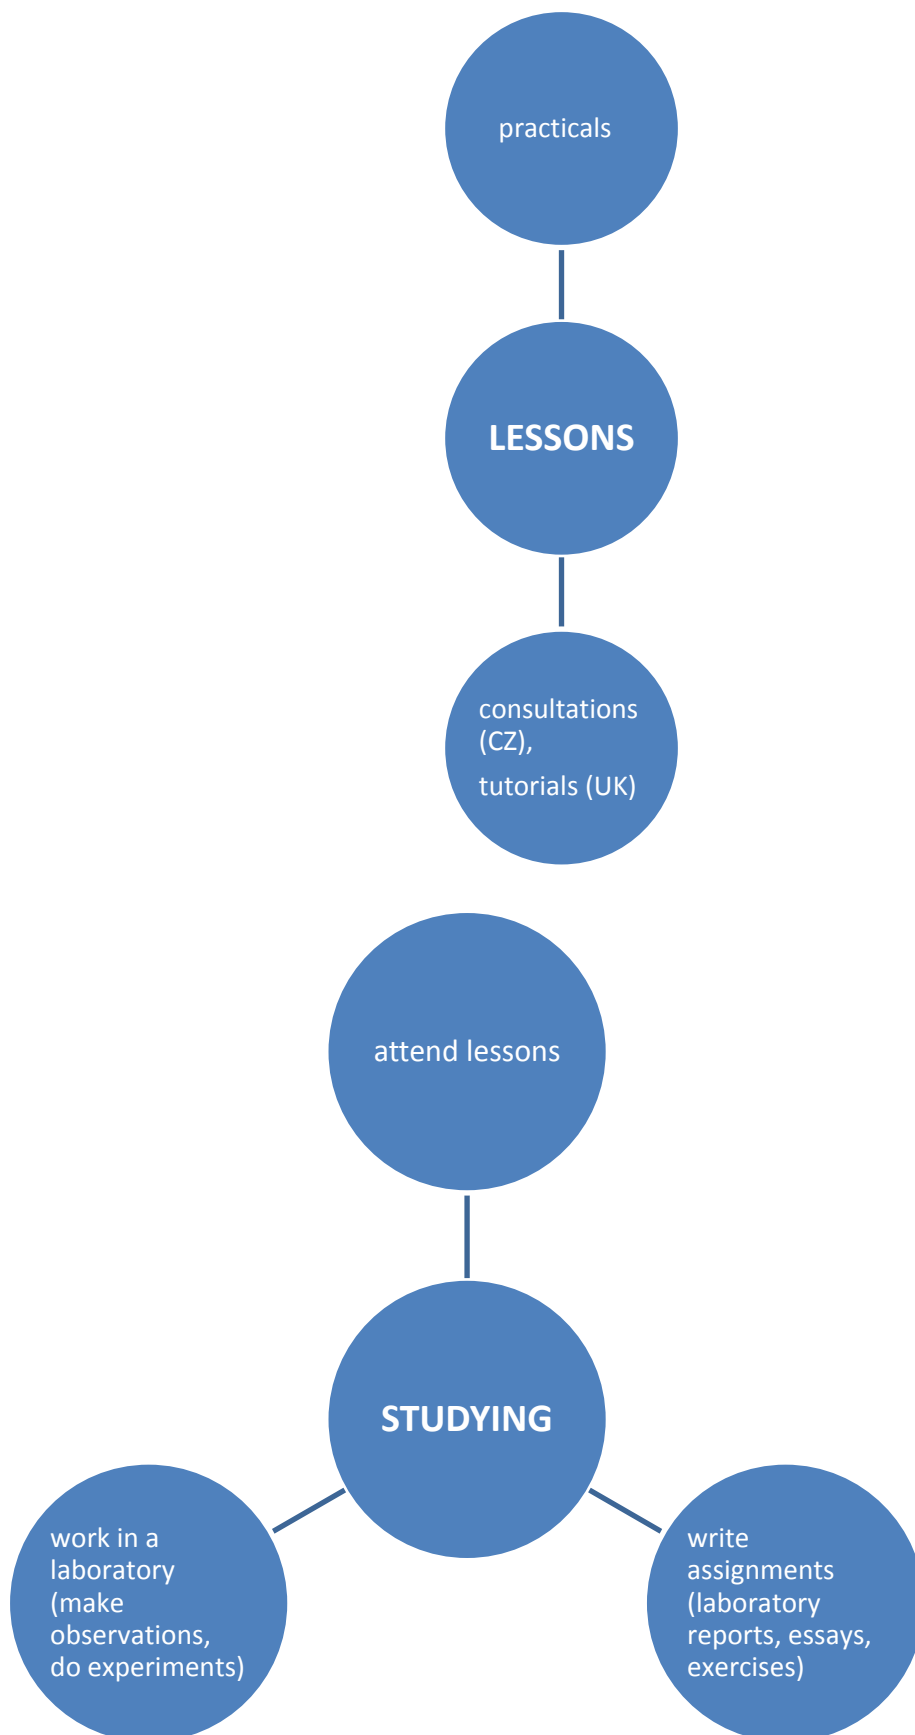 practicals
LESSONS
consultations
(CZ),
tutorials (UK)
attend lessons
STUDYING
work in a
laboratory
(make
observations,
do experiments)
write
assignments
(laboratory
reports, essays,
exercises)